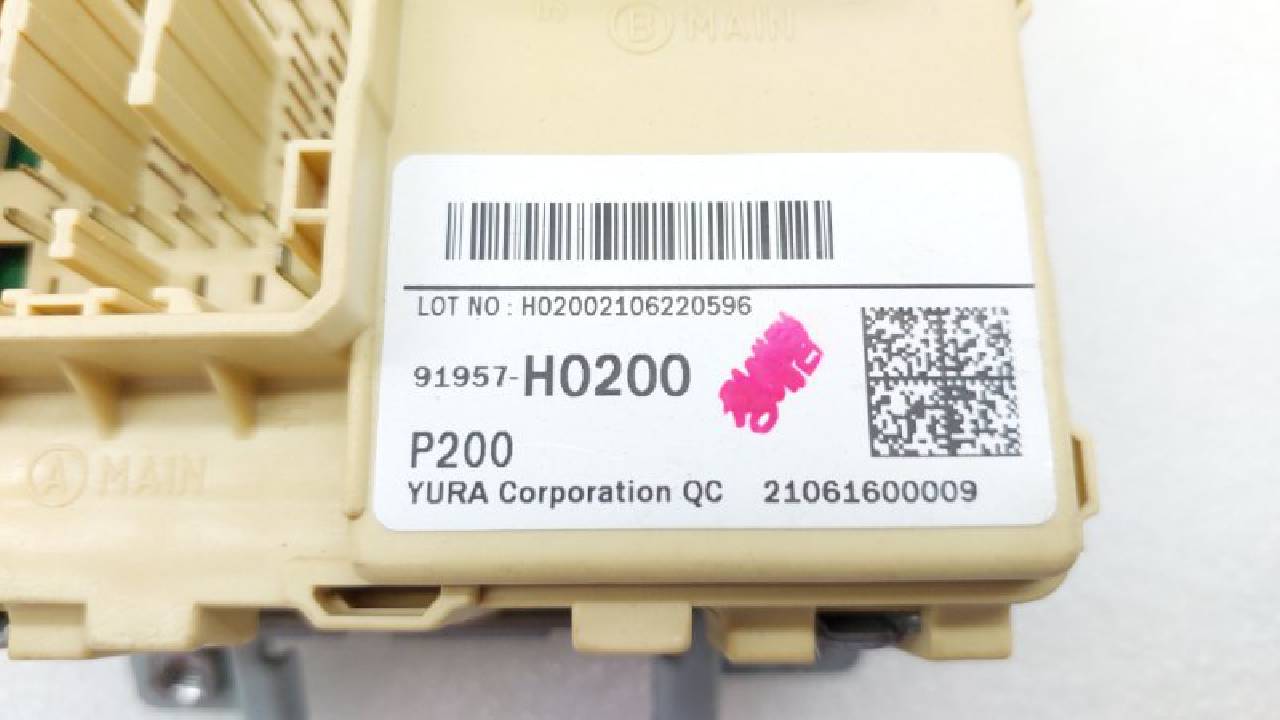 B MAIN
LOT NO : H02002106220596
91957-H0200
P200
YURA Corporation QC 21061600009
A MAIN